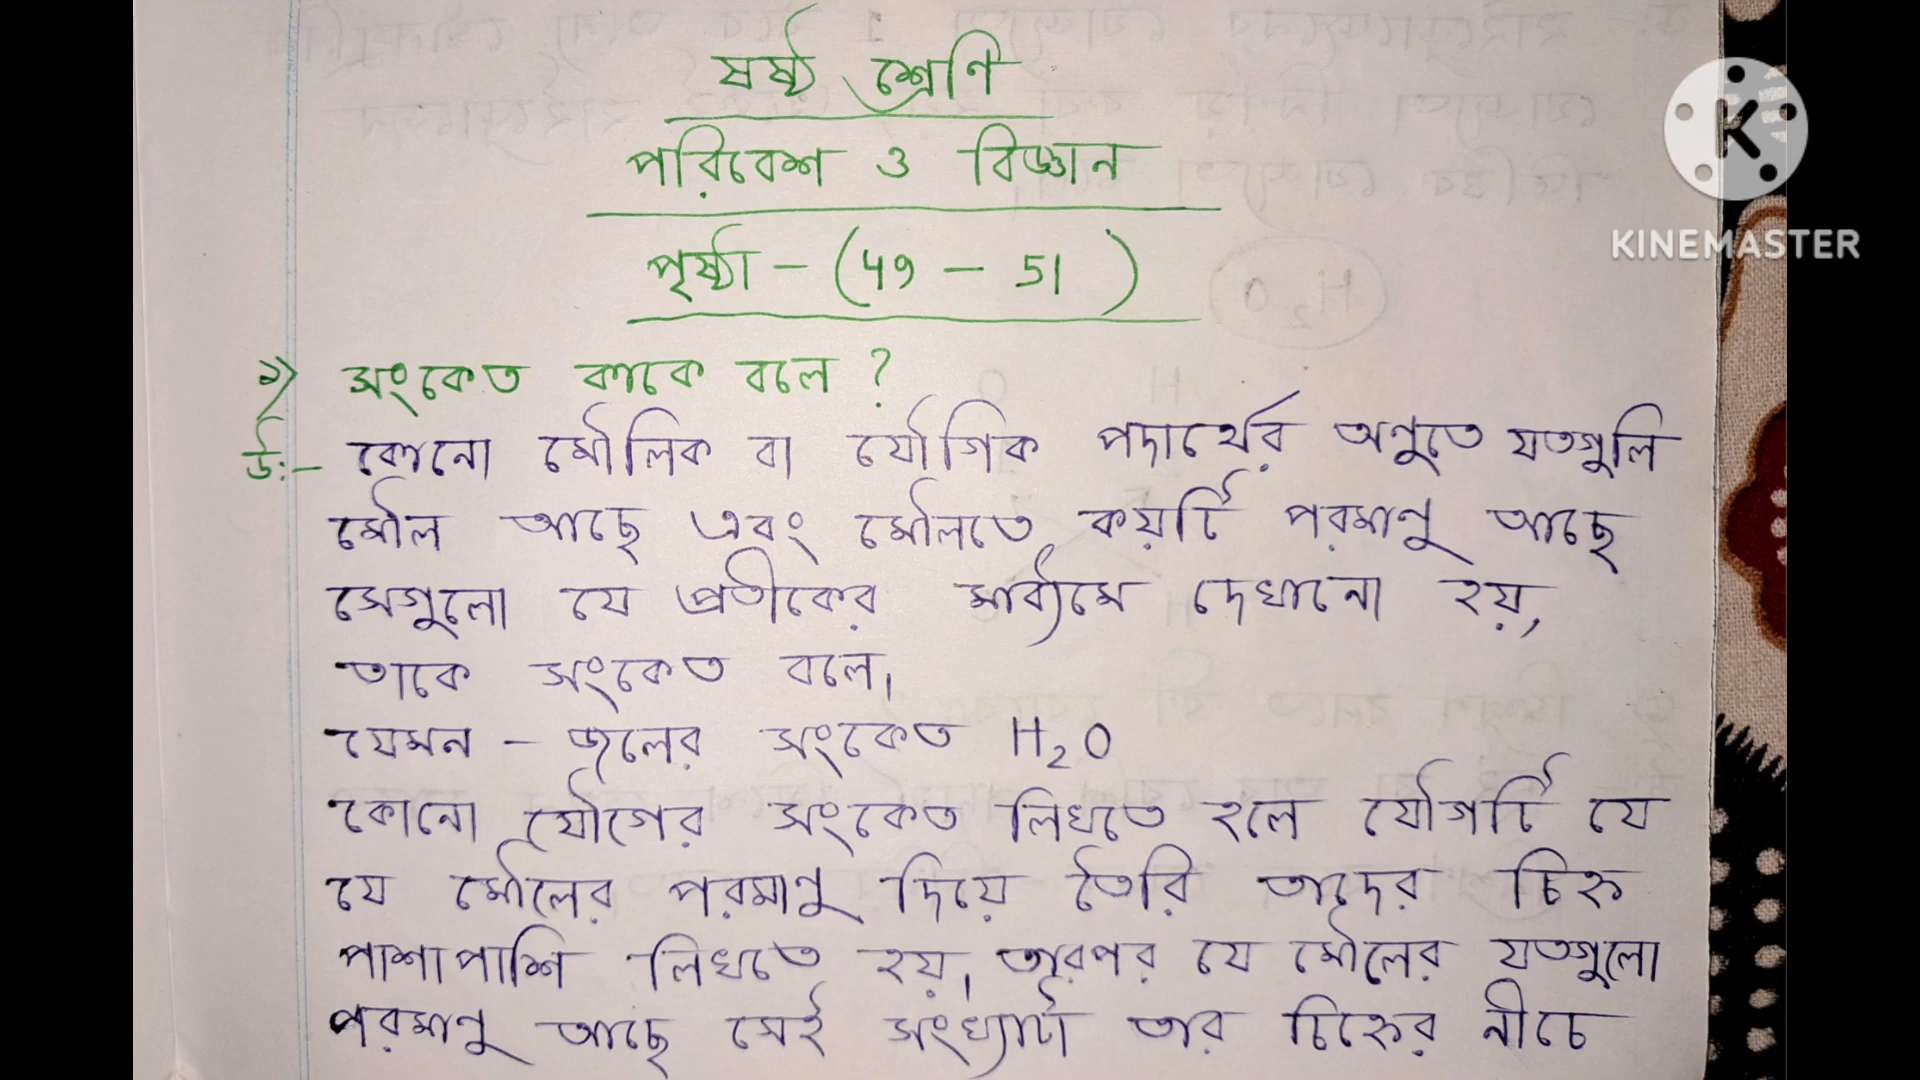 ষষ্ঠ শ্রেণি
পরিবেশ ও বিজ্ঞান
পৃষ্ঠা - (49 - 51)
১) সংকেত কাকে বলে ?
উঃ- কোনো মৌলিক বা যৌগিক পদার্থের অনুতে যতগুলি
মৌল আছে এবং মৌলতে কয়টি পরমানু আছে
সেগুলো যে প্রতীকের মাধ্যমে দেখানো হয়,
তাকে সংকেত বলে।
যেমন - জলের সংকেত H₂O
কোনো যৌগের সংকেত লিখতে হলে যৌগটি যে
যে মৌলের পরমানু দিয়ে তৈরি তাদের চিহ্ন
পাশাপাশি লিখতে হয়। তারপর যে মৌলের যতগুলো
পরমানু আছে সেই সংখ্যাটা তার চিহ্নের নীচে
K
KINEMASTER